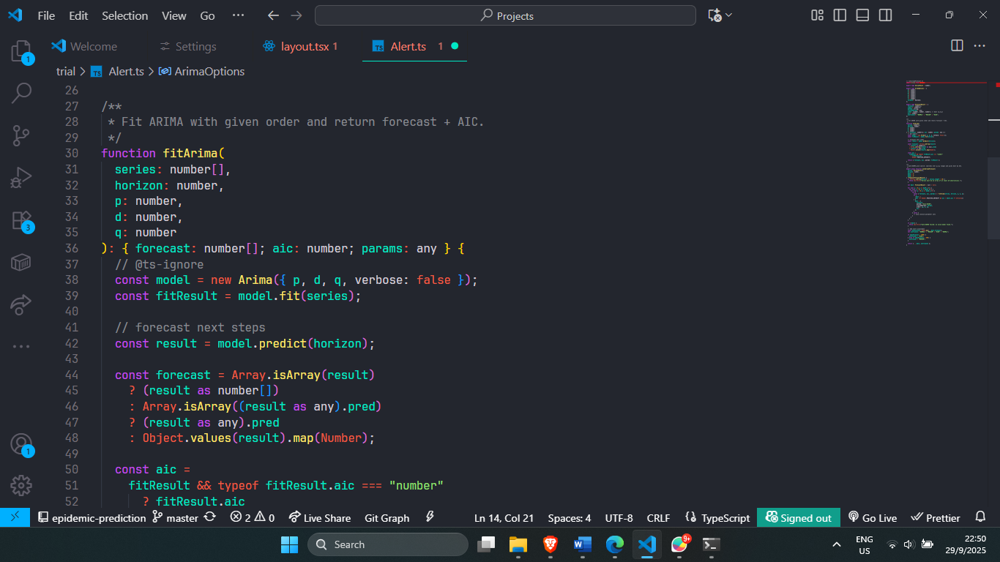 File Edit Selection View Go ··· Projects
1 Welcome Settings layout.tsx 1 TS Alert.ts 1
trial > TS Alert.ts > ArimaOptions
26
27 /**
28 * Fit ARIMA with given order and return forecast + AIC.
29 */
30 function fitArima(
31 series: number[],
32 horizon: number,
33 p: number,
34 d: number,
35 q: number
36 ): { forecast: number[]; aic: number; params: any } {
37 // @ts-ignore
38 const model = new Arima({ p, d, q, verbose: false });
39 const fitResult = model.fit(series);
40
41 // forecast next steps
42 const result = model.predict(horizon);
43
44 const forecast = Array.isArray(result)
45 ? (result as number[])
46 : Array.isArray((result as any).pred)
47 ? (result as any).pred
48 : Object.values(result).map(Number);
49
50 const aic =
51 fitResult && typeof fitResult.aic === "number"
52 ? fitResult.aic
3
1
epidemic-prediction master 2 0 Live Share Git Graph Ln 14, Col 21 Spaces: 4 UTF-8 CRLF TypeScript Signed out Go Live Prettier
Search 9+ ENG
US
22:50
29/9/2025